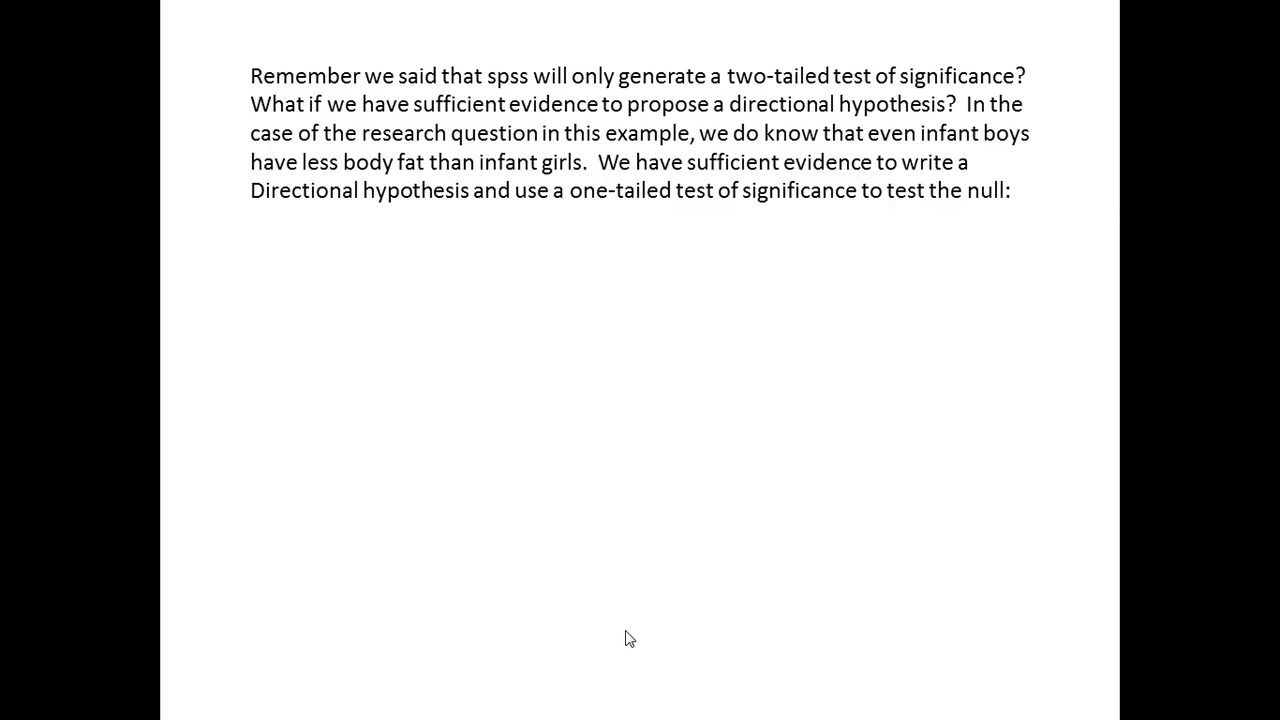 Remember we said that spss will only generate a two-tailed test of significance?
What if we have sufficient evidence to propose a directional hypothesis?  In the
case of the research question in this example, we do know that even infant boys
have less body fat than infant girls.  We have sufficient evidence to write a
Directional hypothesis and use a one-tailed test of significance to test the null: